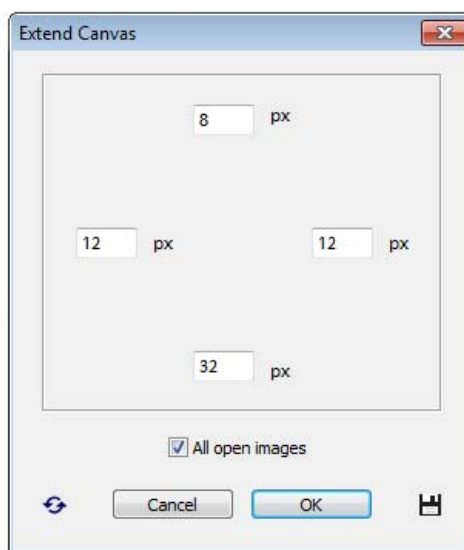 Extend Canvas
8 px
12 px 12 px
32 px
All open images
Cancel OK